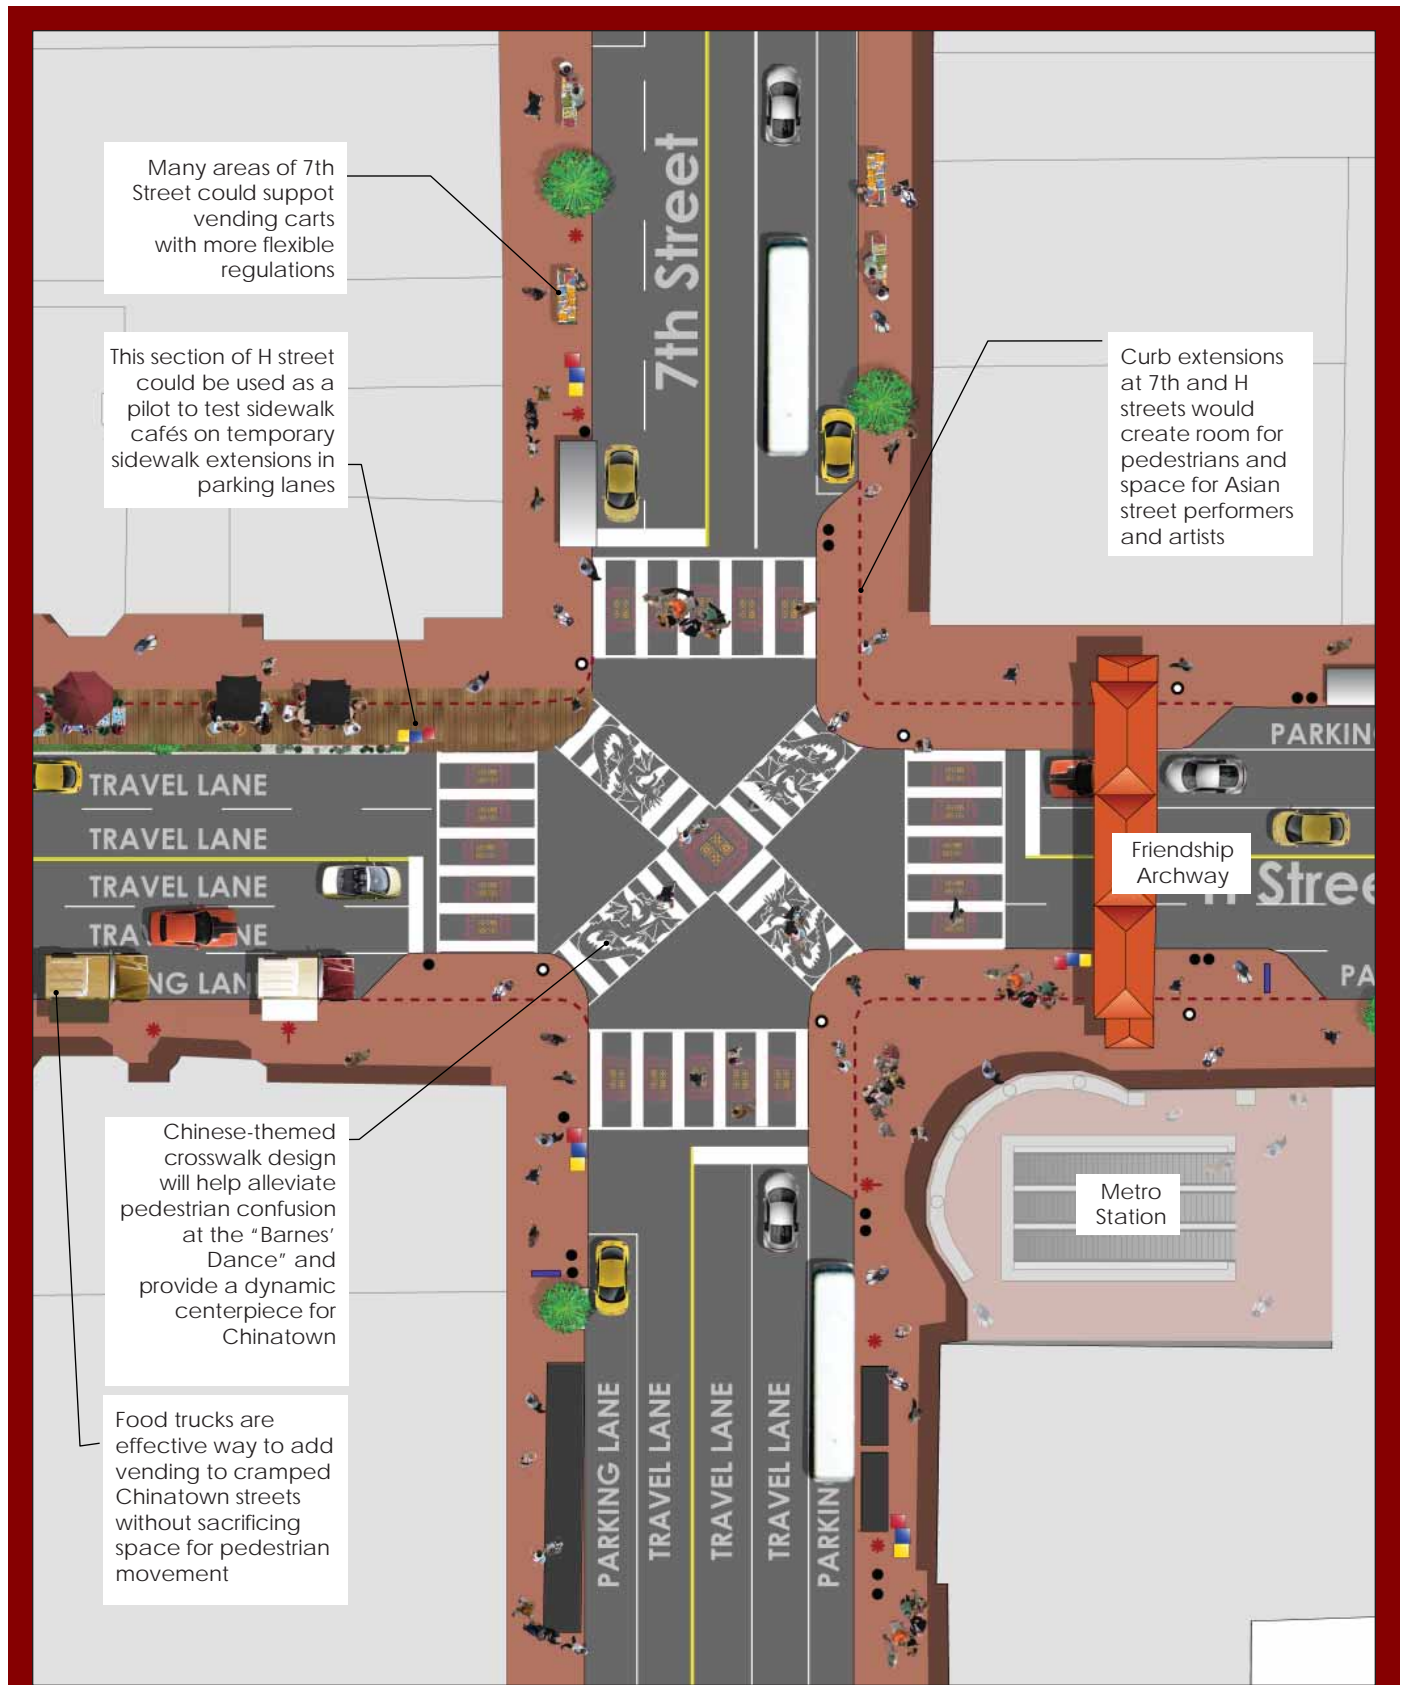 Many areas of 7th
Street could suppot
vending carts
with more flexible
regulations
7th Street
This section of H street
could be used as a
pilot to test sidewalk
cafés on temporary
sidewalk extensions in
parking lanes
Curb extensions
at 7th and H
streets would
create room for
pedestrians and
space for Asian
street performers
and artists
PARKIN
TRAVEL LANE
TRAVEL LANE
TRAVEL LANE
TRA NE
NG LAN
Friendship
Archway
H Stree
PA
Chinese-themed
crosswalk design
will help alleviate
pedestrian confusion
at the “Barnes’
Dance” and
provide a dynamic
centerpiece for
Chinatown
Metro
Station
Food trucks are
effective way to add
vending to cramped
Chinatown streets
without sacrificing
space for pedestrian
movement
PARKING LANE
TRAVEL LANE
TRAVEL LANE
TRAVEL LANE
PARKIN